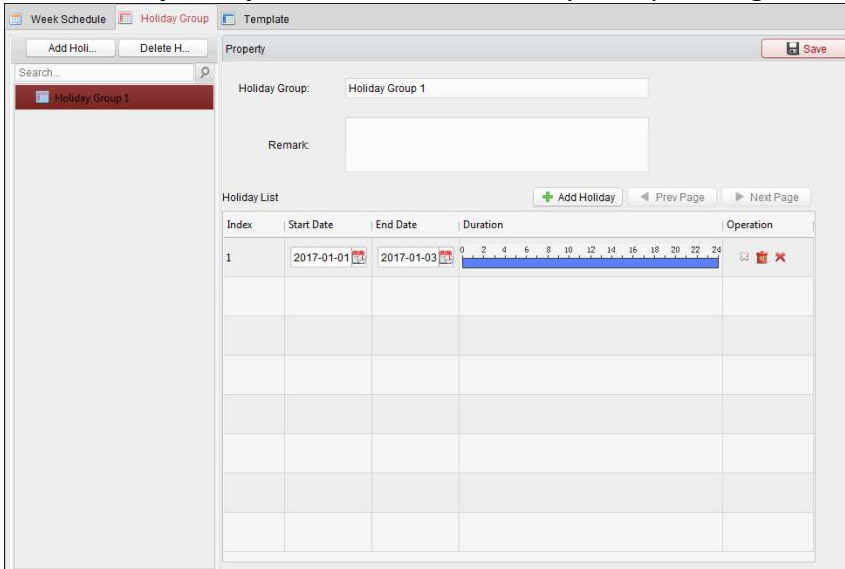 Week Schedule Holiday Group Template
Add Holi... Delete H... Property Save
Search...
Holiday Group 1
Holiday Group: Holiday Group 1
Remark:
Holiday List Add Holiday Prev Page Next Page
Index Start Date End Date Duration Operation
0 2 4 6 8 10 12 14 16 18 20 22 24
1 2017-01-01 2017-01-03